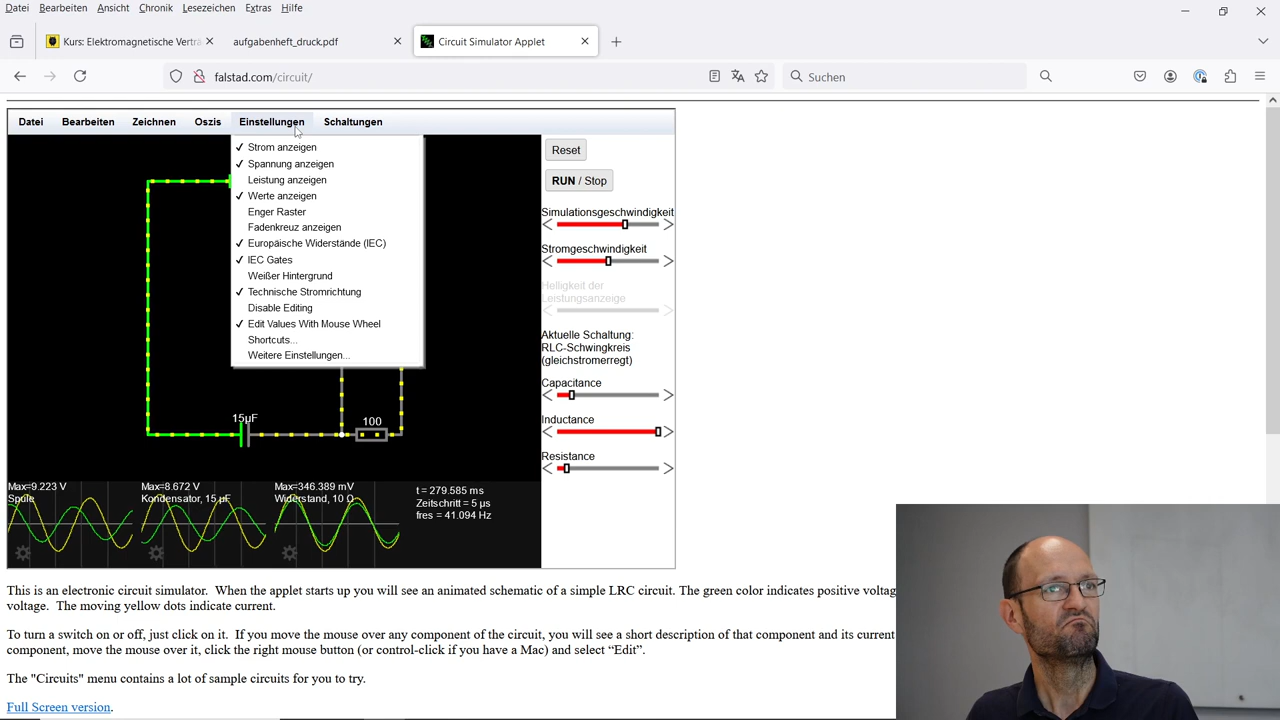 Datei Bearbeiten Ansicht Chronik Lesezeichen Extras Hilfe
Kurs: Elektromagnetische Verträ
aufgabenheft_druck.pdf
Circuit Simulator Applet
falstad.com/circuit/
Suchen
Datei Bearbeiten Zeichnen Oszis Einstellungen Schaltungen
Strom anzeigen
Spannung anzeigen
Leistung anzeigen
Werte anzeigen
Enger Raster
Fadenkreuz anzeigen
Europäische Widerstände (IEC)
IEC Gates
Weißer Hintergrund
Technische Stromrichtung
Disable Editing
Edit Values With Mouse Wheel
Shortcuts...
Weitere Einstellungen...
Reset
RUN / Stop
Simulationsgeschwindigkeit
Stromgeschwindigkeit
Helligkeit der
Leistungsanzeige
Aktuelle Schaltung:
RLC-Schwingkreis
(gleichstromerregt)
Capacitance
Inductance
Resistance
15µF
100
Max=9.223 V
Spule
Max=8.672 V
Kondensator, 15 µF
Max=346.389 mV
Widerstand, 10 Ω
t = 279.585 ms
Zeitschritt = 5 µs
fres = 41.094 Hz
This is an electronic circuit simulator. When the applet starts up you will see an animated schematic of a simple LRC circuit. The green color indicates positive voltag
voltage. The moving yellow dots indicate current.
To turn a switch on or off, just click on it. If you move the mouse over any component of the circuit, you will see a short description of that component and its current
component, move the mouse over it, click the right mouse button (or control-click if you have a Mac) and select “Edit”.
The "Circuits" menu contains a lot of sample circuits for you to try.
Full Screen version.